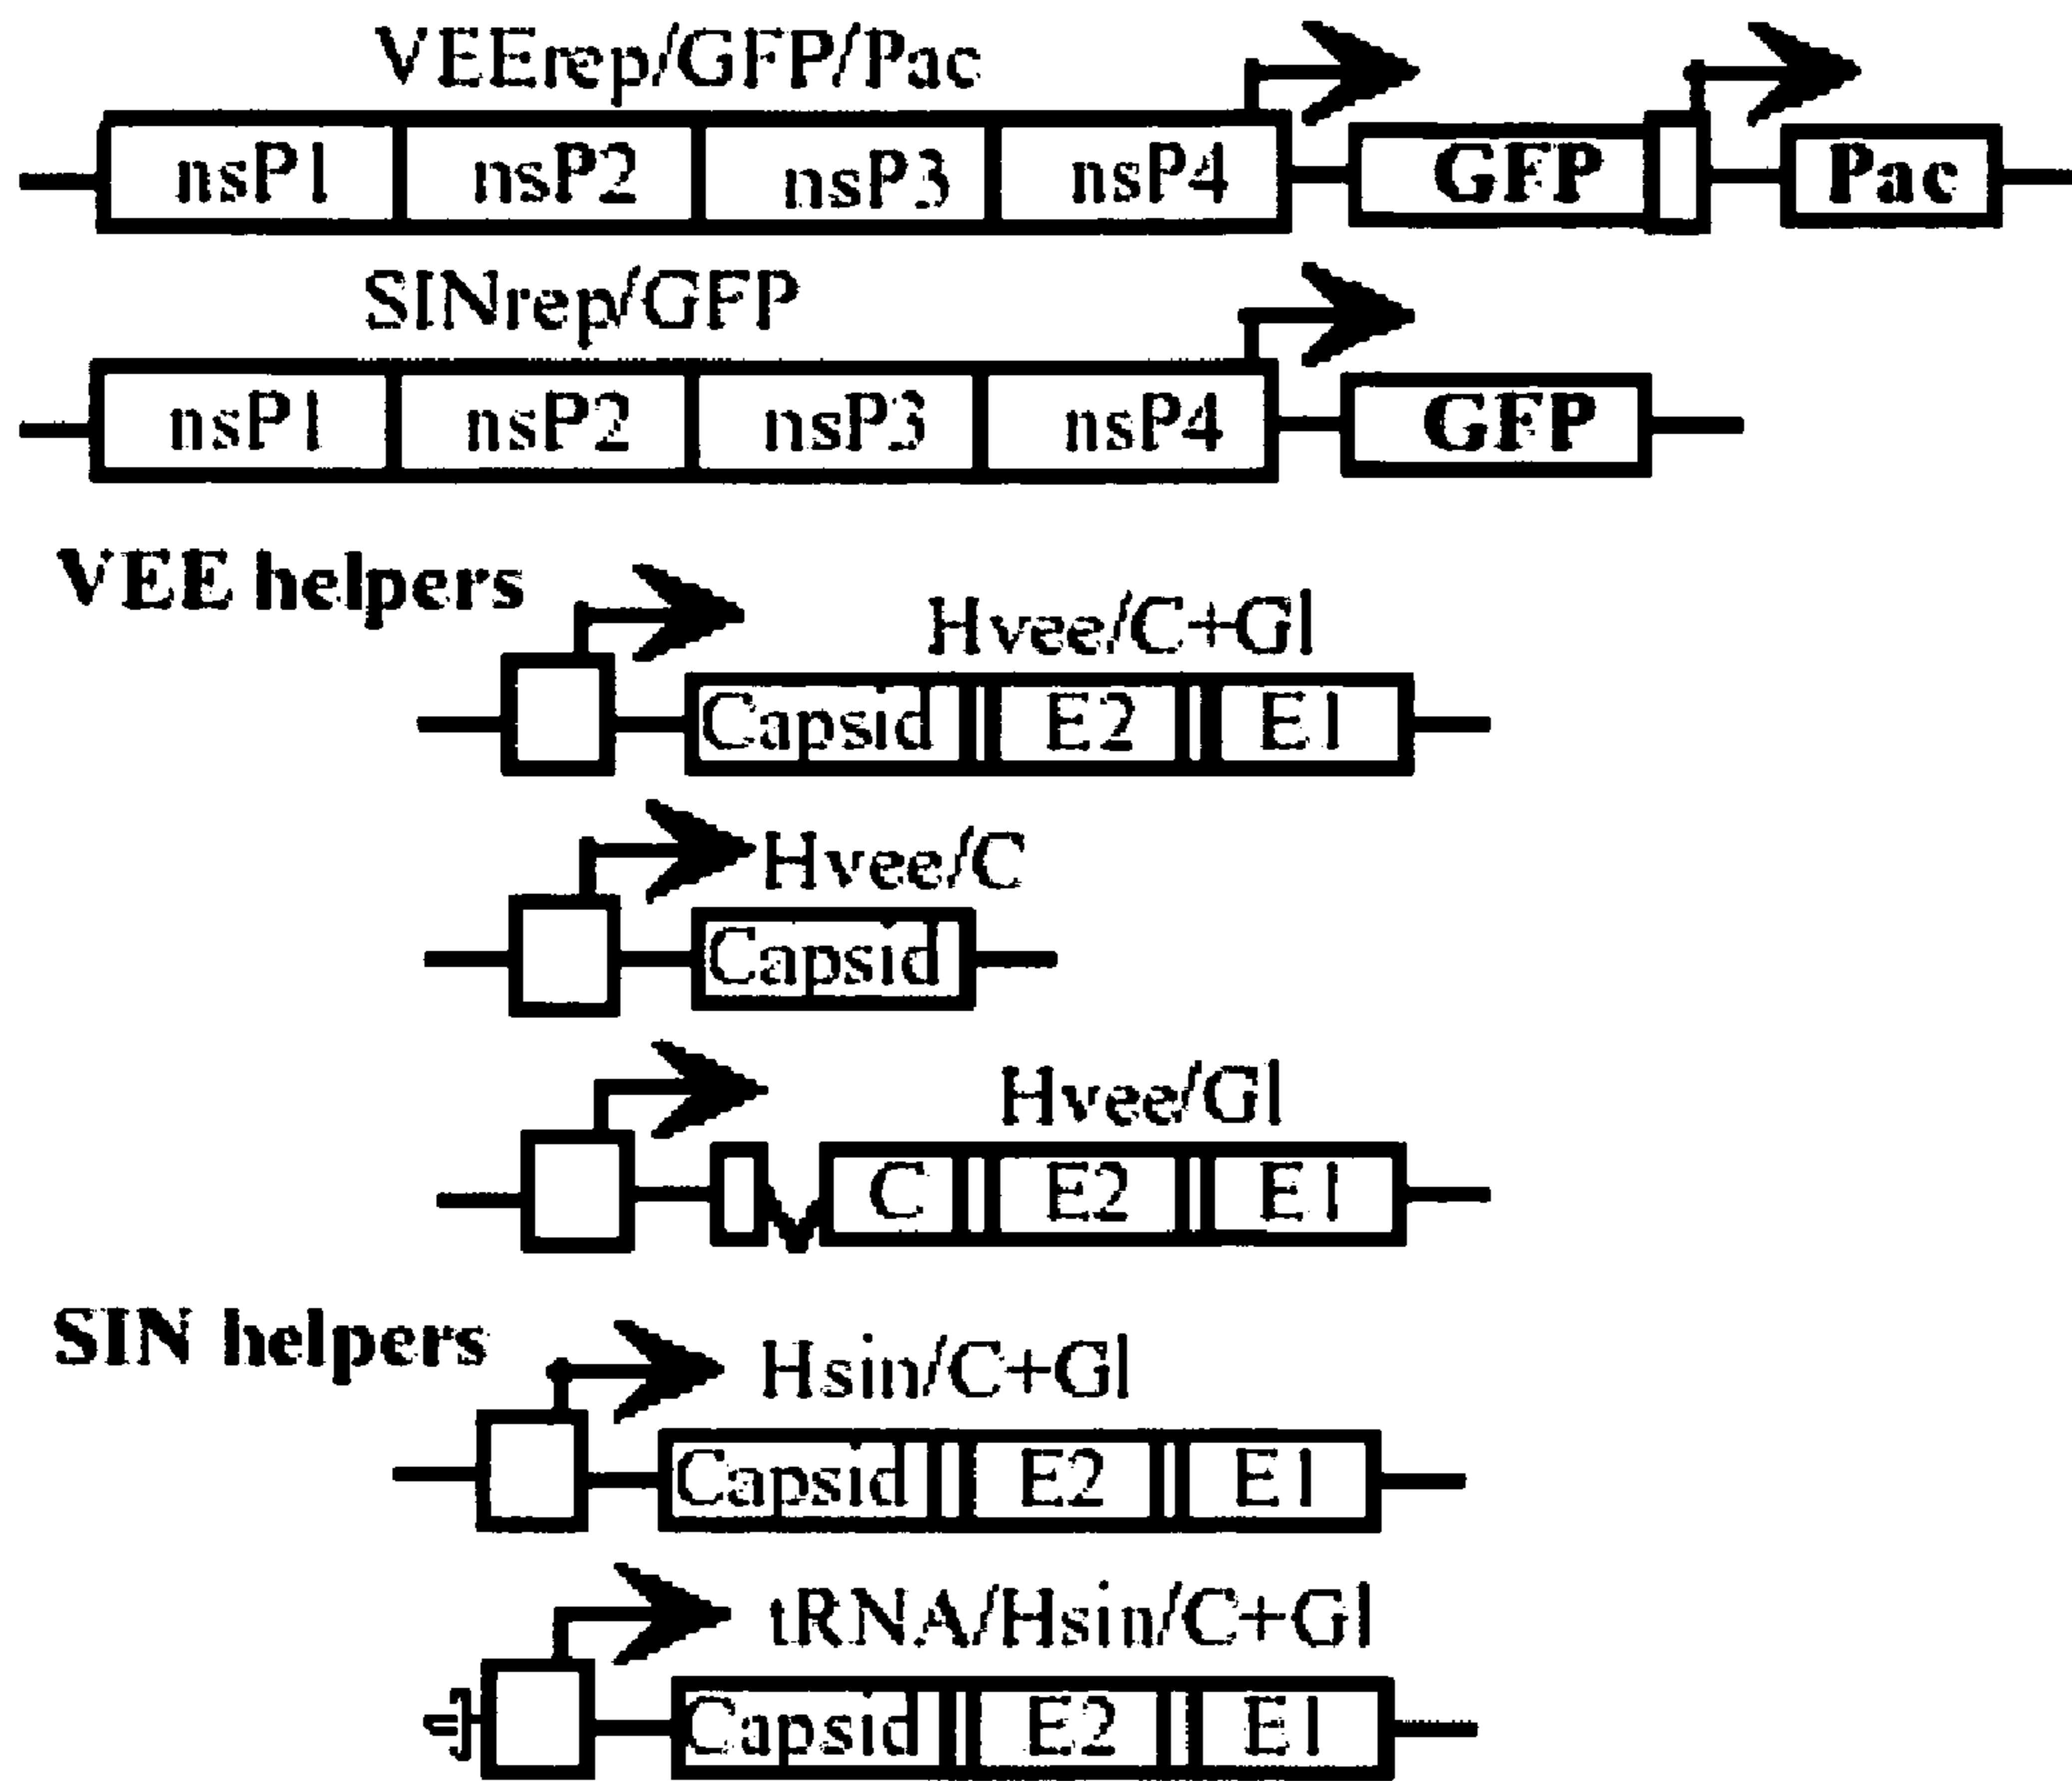 VEErep/GFP/Pac
nsP1 nsP2 nsP3 nsP4 GFP Pac
SINrep/GFP
nsP1 nsP2 nsP3 nsP4 GFP
VEE helpers
Hvee/C+Gl
Capsid E2 E1
Hvee/C
Capsid
Hvee/Gl
C E2 E1
SIN helpers
Hsin/C+Gl
Capsid E2 E1
tRNA/Hsin/C+Gl
Capsid E2 E1